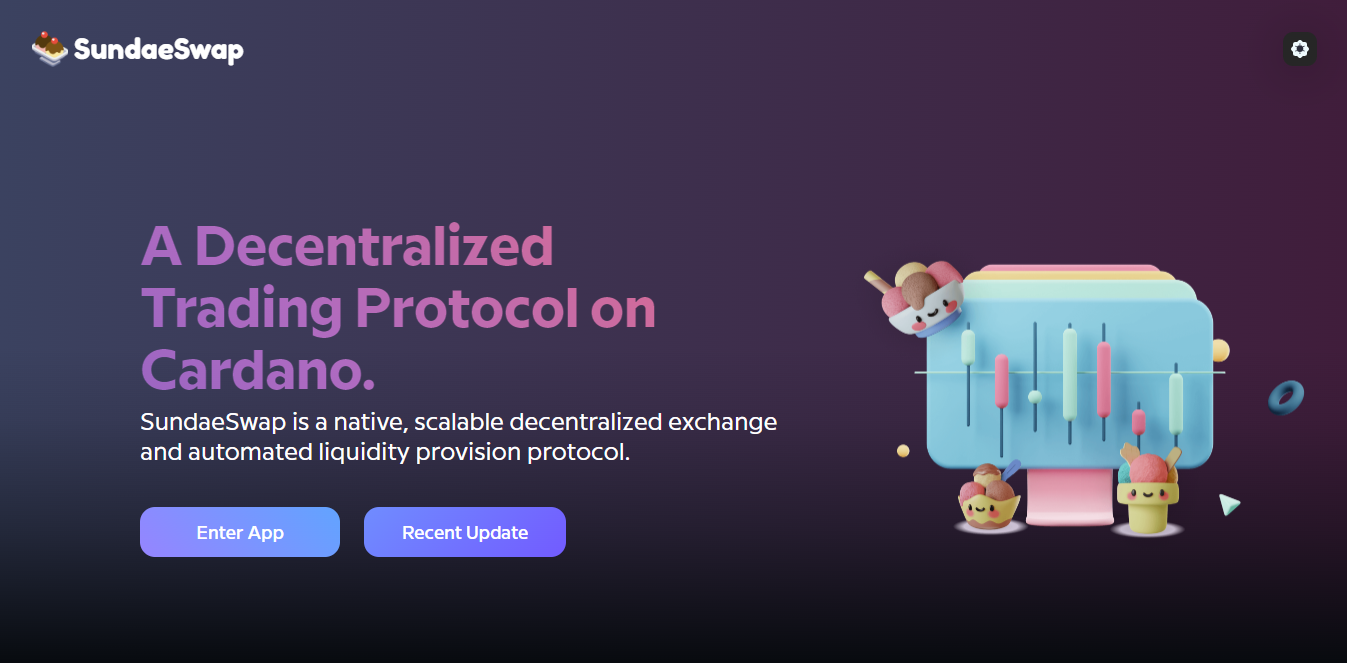 SundaeSwap
A Decentralized
Trading Protocol on
Cardano.
SundaeSwap is a native, scalable decentralized exchange
and automated liquidity provision protocol.
Enter App
Recent Update